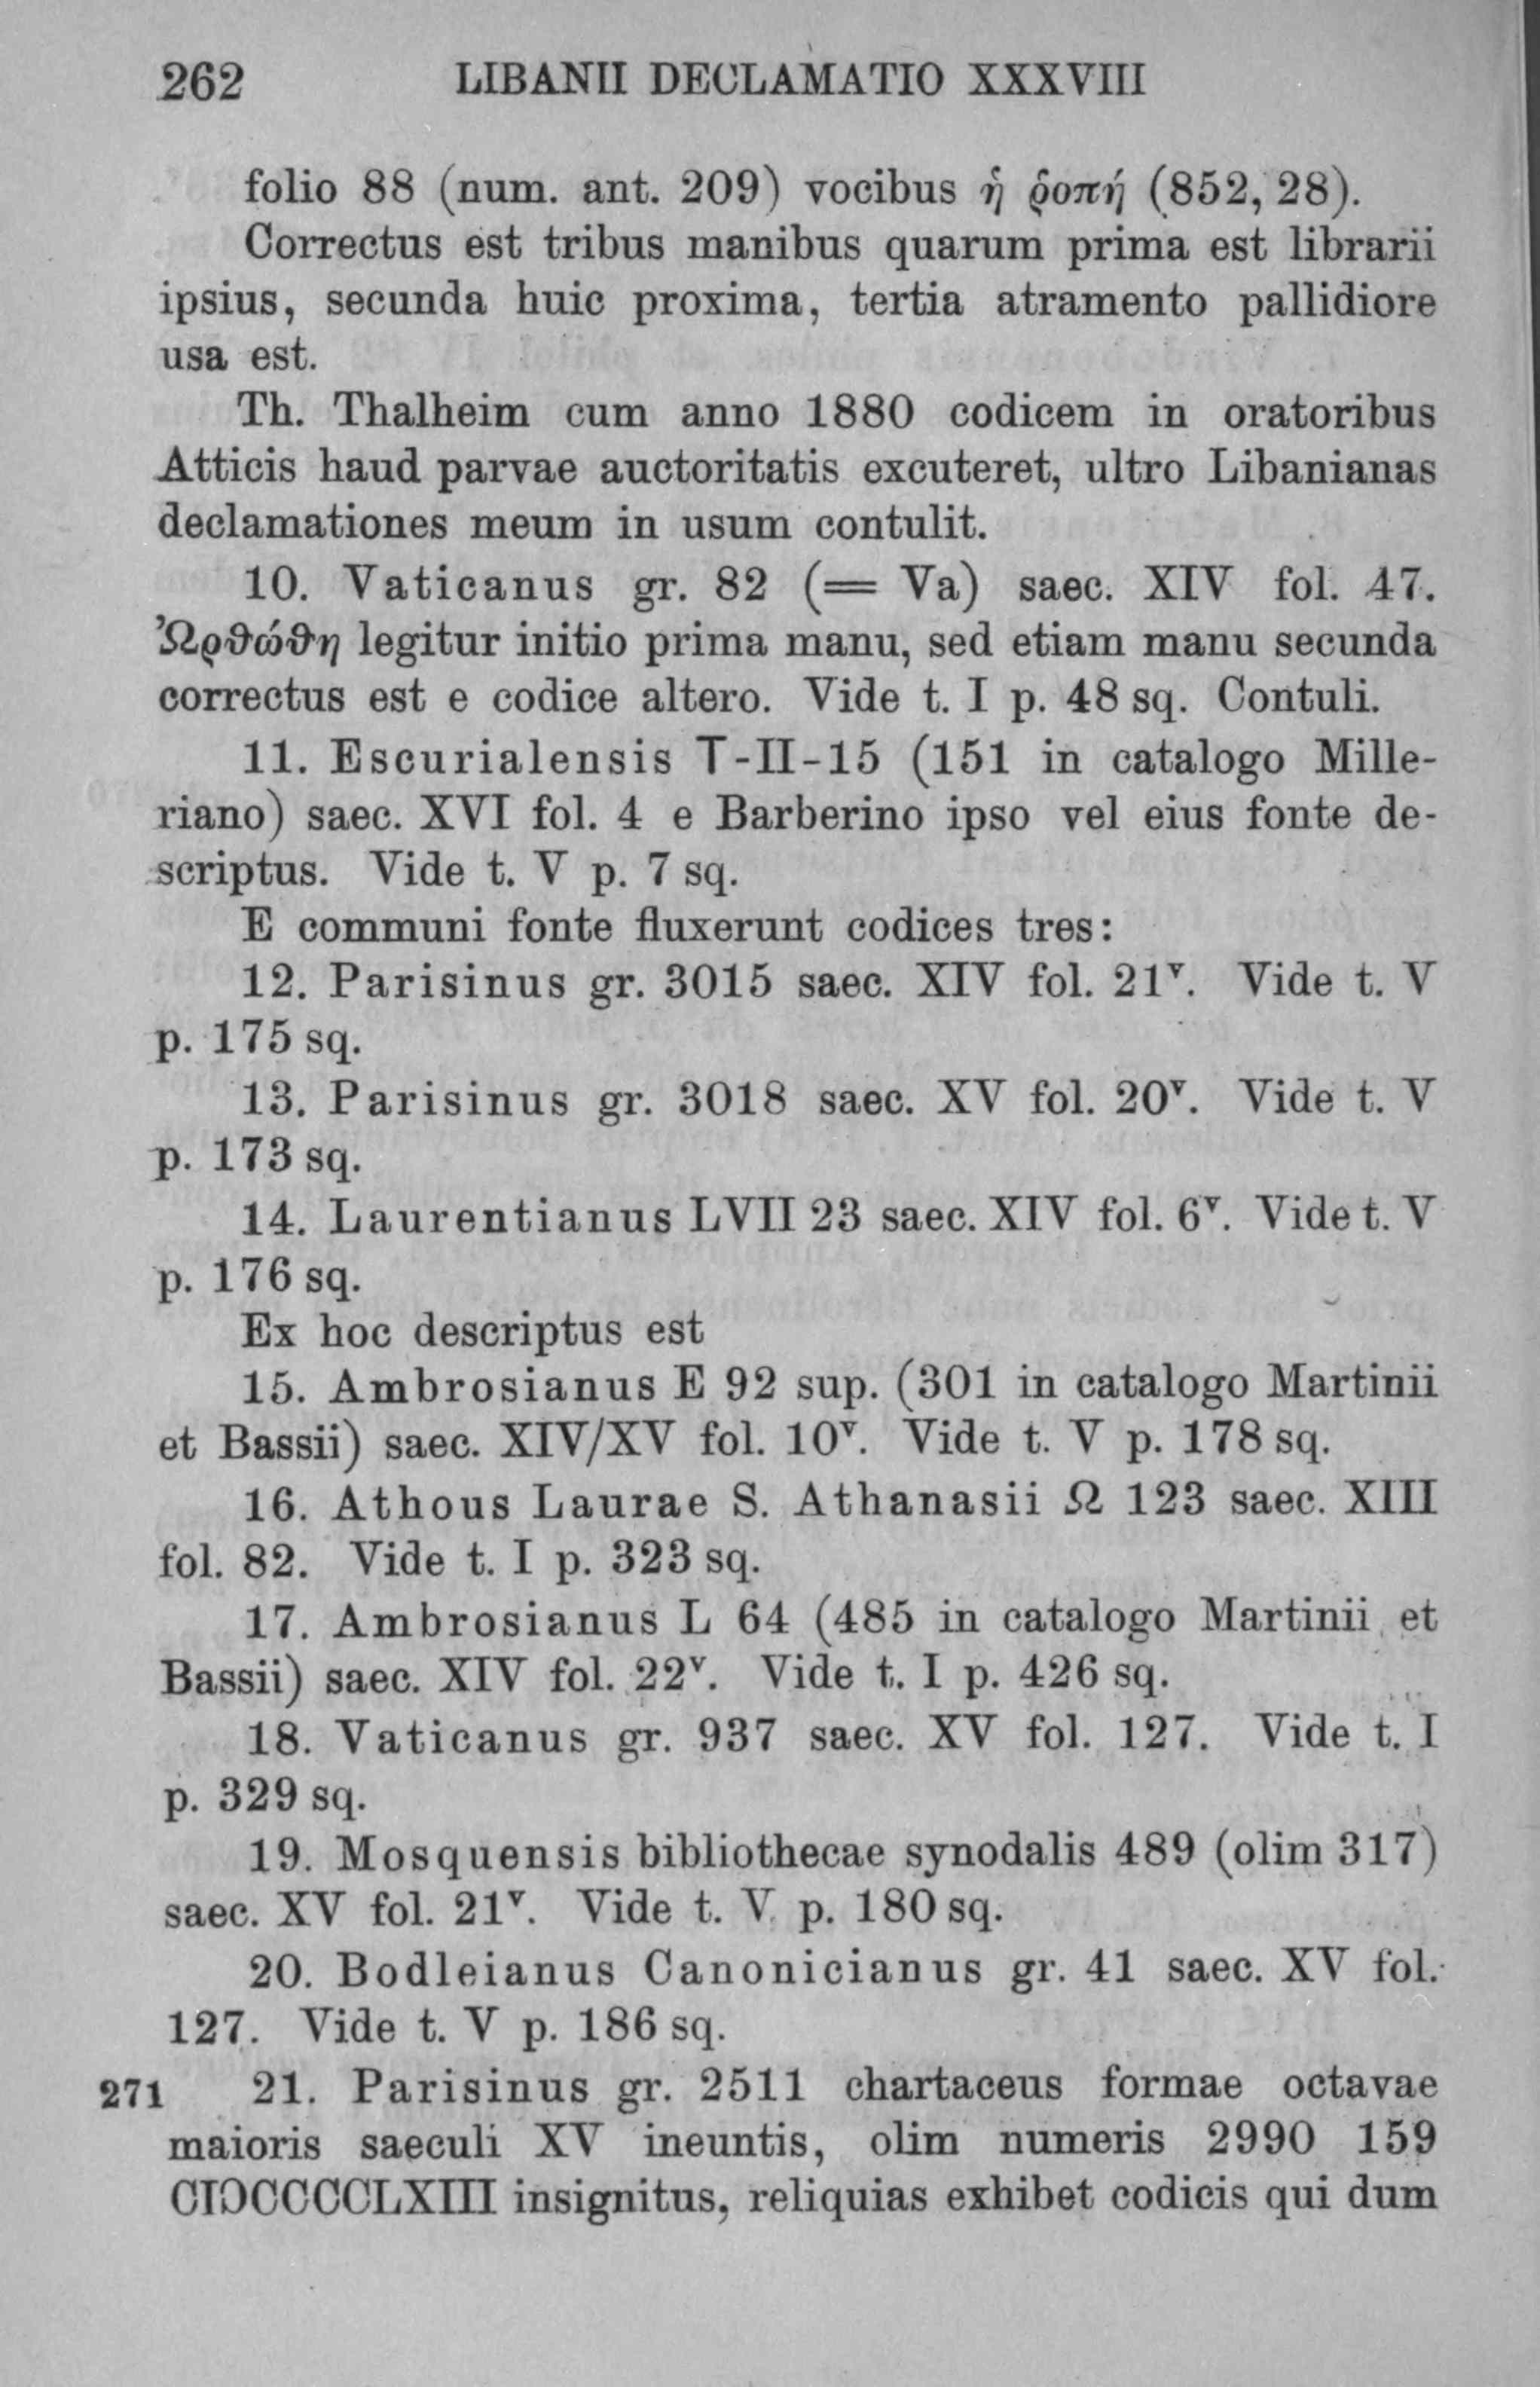 262 LIBANII DECLAMATIO XXXVIII
folio 88 (num. ant. 209) vocibus ἡ ῥοπή (852, 28).
Correctus est tribus manibus quarum prima est librarii
ipsius, secunda huic proxima, tertia atramento pallidiore
usa est.
Th. Thalheim cum anno 1880 codicem in oratoribus
Atticis haud parvae auctoritatis excuteret, ultro Libanianas
declamationes meum in usum contulit.
10. Vaticanus gr. 82 (= Va) saec. XIV fol. 47.
Ὠρθώθη legitur initio prima manu, sed etiam manu secunda
correctus est e codice altero. Vide t. I p. 48 sq. Contuli.
11. Escurialensis T-II-15 (151 in catalogo Mille-
riano) saec. XVI fol. 4 e Barberino ipso vel eius fonte de-
scriptus. Vide t. V p. 7 sq.
E communi fonte fluxerunt codices tres:
12. Parisinus gr. 3015 saec. XIV fol. 21ᵛ. Vide t. V
p. 175 sq.
13. Parisinus gr. 3018 saec. XV fol. 20ᵛ. Vide t. V
p. 173 sq.
14. Laurentianus LVII 23 saec. XIV fol. 6ᵛ. Vide t. V
p. 176 sq.
Ex hoc descriptus est
15. Ambrosianus E 92 sup. (301 in catalogo Martinii
et Bassii) saec. XIV/XV fol. 10ᵛ. Vide t. V p. 178 sq.
16. Athous Laurae S. Athanasii Ω 123 saec. XIII
fol. 82. Vide t. I p. 323 sq.
17. Ambrosianus L 64 (485 in catalogo Martinii et
Bassii) saec. XIV fol. 22ᵛ. Vide t. I p. 426 sq.
18. Vaticanus gr. 937 saec. XV fol. 127. Vide t. I
p. 329 sq.
19. Mosquensis bibliothecae synodalis 489 (olim 317)
saec. XV fol. 21ᵛ. Vide t. V p. 180 sq.
20. Bodleianus Canonicianus gr. 41 saec. XV fol.
127. Vide t. V p. 186 sq.
271 21. Parisinus gr. 2511 chartaceus formae octavae
maioris saeculi XV ineuntis, olim numeris 2990 159
CIƆCCCCLXIII insignitus, reliquias exhibet codicis qui dum